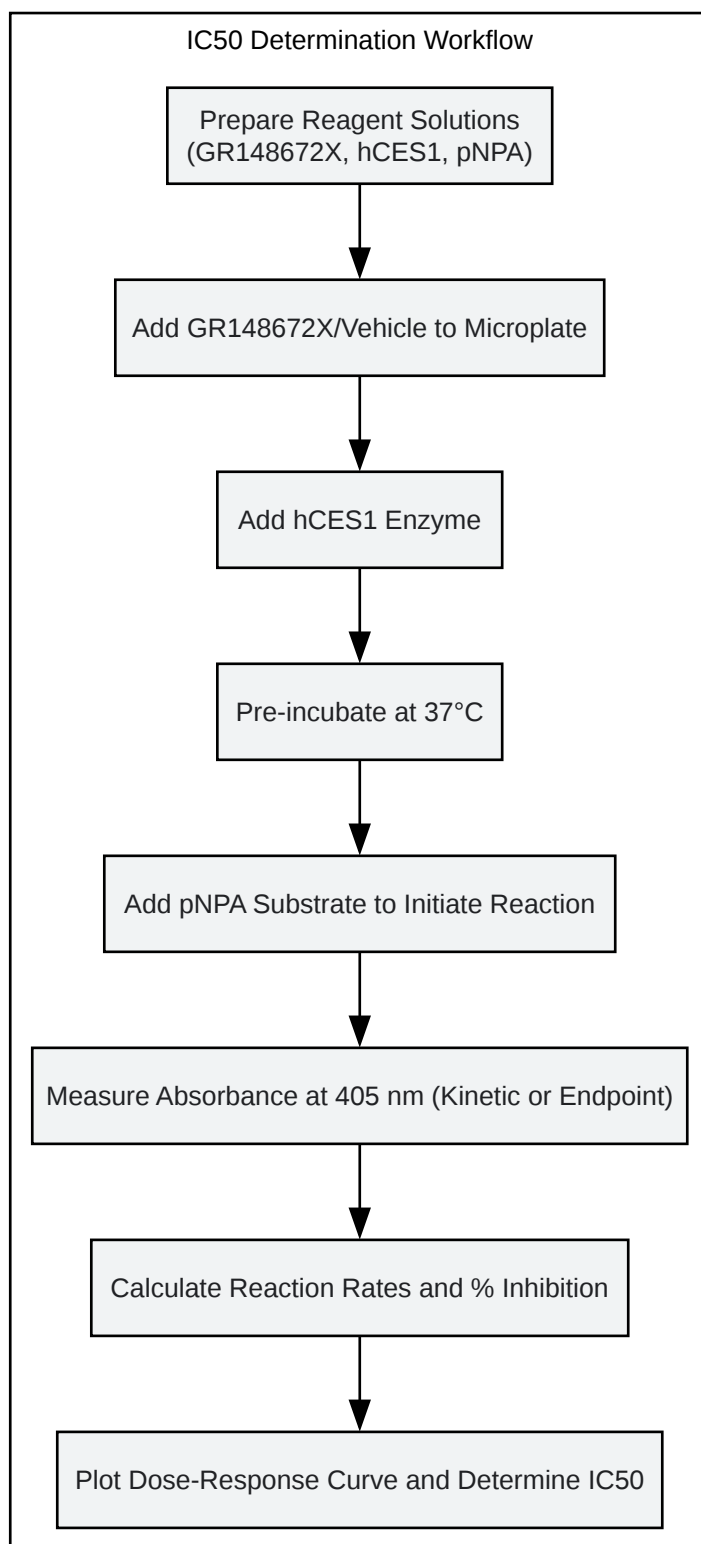 IC50 Determination Workflow
Prepare Reagent Solutions
(GR148672X, hCES1, pNPA)
Add GR148672X/Vehicle to Microplate
Add hCES1 Enzyme
Pre-incubate at 37°C
Add pNPA Substrate to Initiate Reaction
Measure Absorbance at 405 nm (Kinetic or Endpoint)
Calculate Reaction Rates and % Inhibition
Plot Dose-Response Curve and Determine IC50